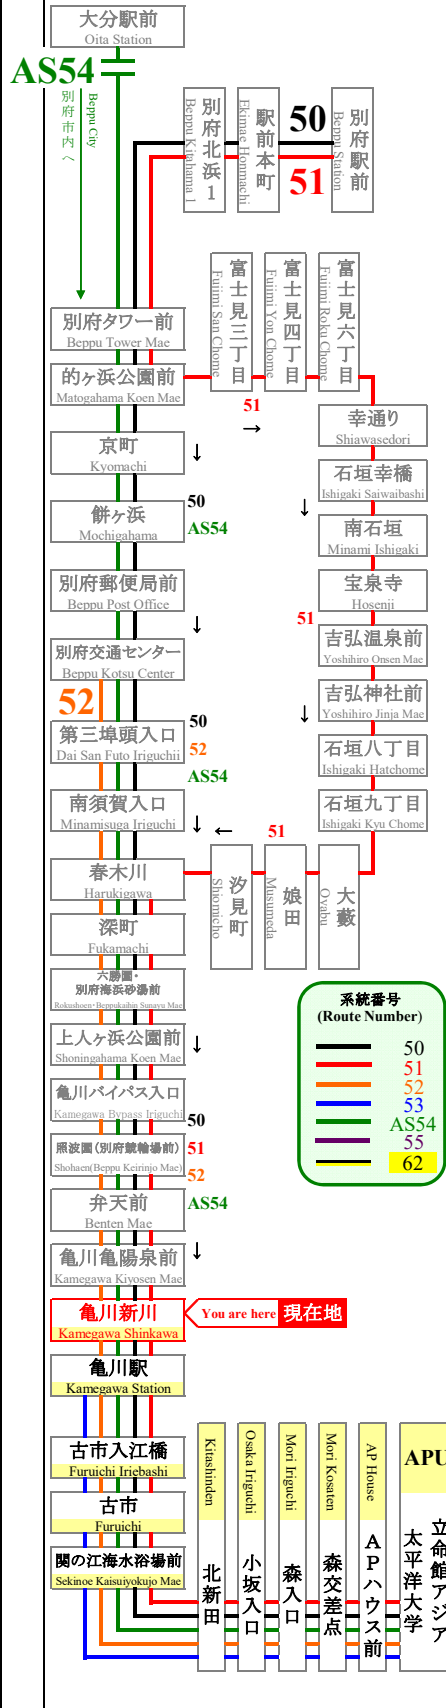 大分駅前
Oita Station
AS54
Beppu City
別府市内へ
別府北浜1
Beppu Kitahama 1
駅前本町
Ekimae Honmachi
50
51
別府駅前
Beppu Station
別府タワー前
Beppu Tower Mae
的ヶ浜公園前
Matogahama Koen Mae
富士見三丁目
Fujimi San Chome
富士見四丁目
Fujimi Yon Chome
富士見六丁目
Fujimi Roku Chome
51
→
幸通り
Shiawasedori
京町
Kyomachi
↓
石垣幸橋
Ishigaki Saiwaibashi
餅ヶ浜
Mochigahama
50
AS54
↓
南石垣
Minami Ishigaki
別府郵便局前
Beppu Post Office
↓
宝泉寺
Hosenji
51
吉弘温泉前
Yoshihiro Onsen Mae
別府交通センター
Beppu Kotsu Center
52
吉弘神社前
Yoshihiro Jinja Mae
↓
第三埠頭入口
Dai San Futo Iriguchii
50
52
AS54
石垣八丁目
Ishigaki Hatchome
南須賀入口
Minamisuga Iriguchi
↓
←
51
石垣九丁目
Ishigaki Kyu Chome
春木川
Harukigawa
汐見町
Shiomicho
娘田
Musumeda
大藪
Oyabu
深町
Fukamachi
六勝園・
別府海浜砂湯前
Rokushoen・Beppukaihin Sunayu Mae
上人ヶ浜公園前
Shoningahama Koen Mae
↓
亀川バイパス入口
Kamegawa Bypass Iriguchi
50
照波園(別府競輪場前)
Shohaen(Beppu Keirinjo Mae)
51
52
弁天前
Benten Mae
AS54
亀川亀陽泉前
Kamegawa Kiyosen Mae
↓
系統番号
(Route Number)
50
51
52
53
AS54
55
62
亀川新川
Kamegawa Shinkawa
You are here 現在地
亀川駅
Kamegawa Station
古市入江橋
Furuichi Iriebashi
古市
Furuichi
関の江海水浴場前
Sekinoe Kaisuiyokujo Mae
Kitashinden
北新田
Osaka Iriguchi
小坂入口
Mori Iriguchi
森入口
Mori Kosaten
森交差点
AP House
APハウス前
APU
立命館アジア
太平洋大学